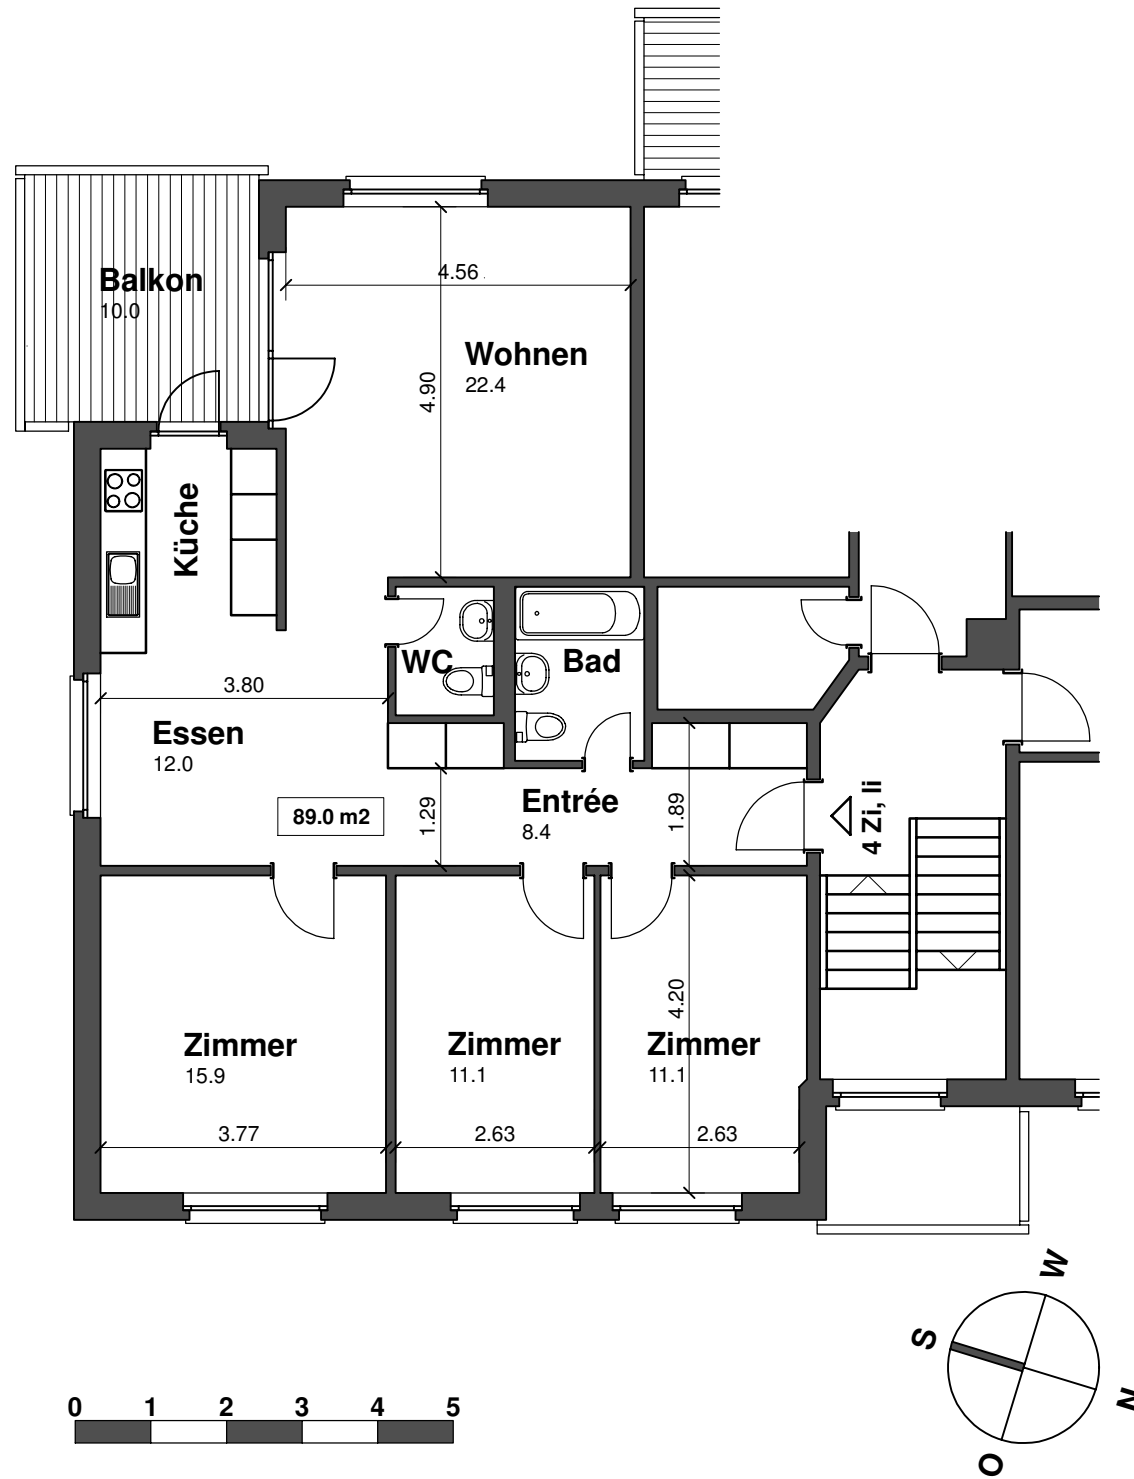 Balkon
10.0
4.56
Wohnen
22.4
4.90
Küche
WC
Bad
3.80
Essen
12.0
89.0 m2
1.29
Entrée
8.4
1.89
4 Zi, li
4.20
Zimmer
15.9
Zimmer
11.1
Zimmer
11.1
3.77
2.63
2.63
W
S
N
O
0 1 2 3 4 5